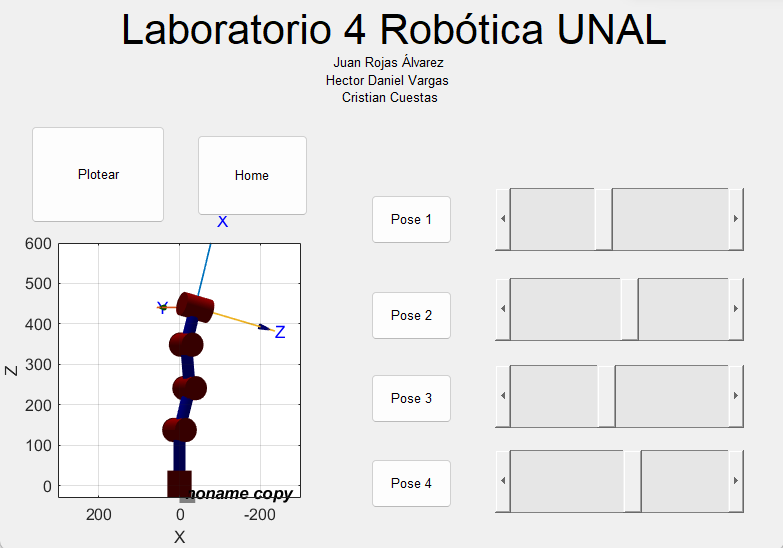 Laboratorio 4 Robótica UNAL
Juan Rojas Álvarez
Hector Daniel Vargas
Cristian Cuestas
Plotear
Home
Pose 1
Pose 2
Pose 3
Pose 4
X
Y
Z
600
500
400
300
200
100
0
Z
noname copy
200
0
-200
X